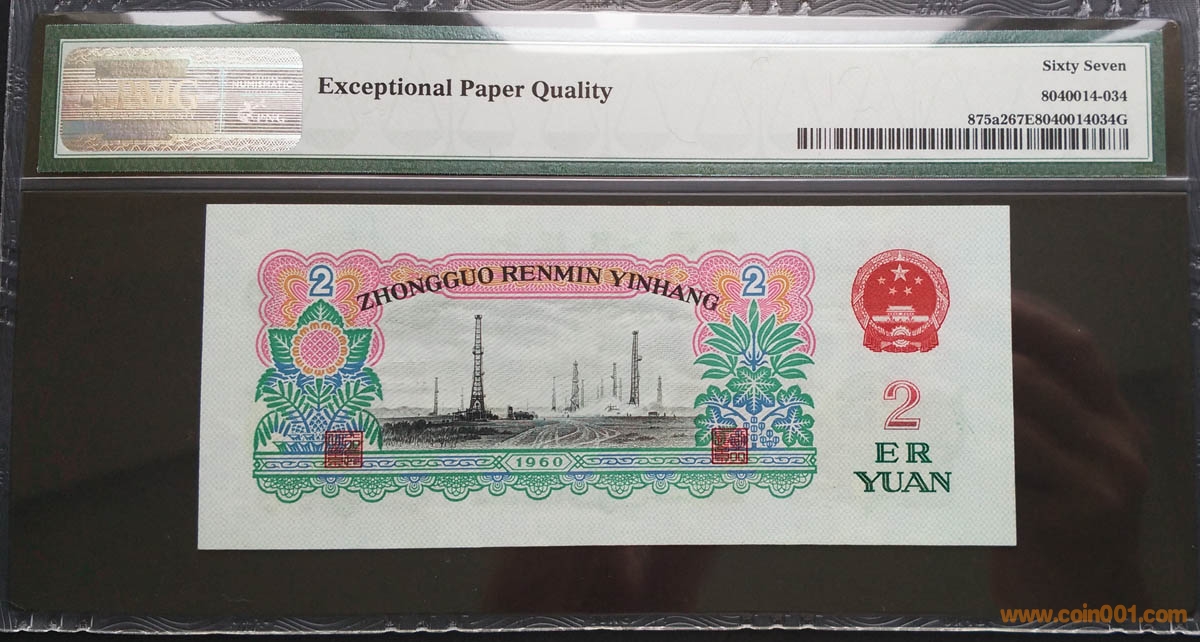 PMG
Exceptional Paper Quality
Sixty Seven
8040014-034
875a267E8040014034G
2
ZHONGGUO RENMIN YINHANG
2
1960
2
ER
YUAN
www.coin001.com